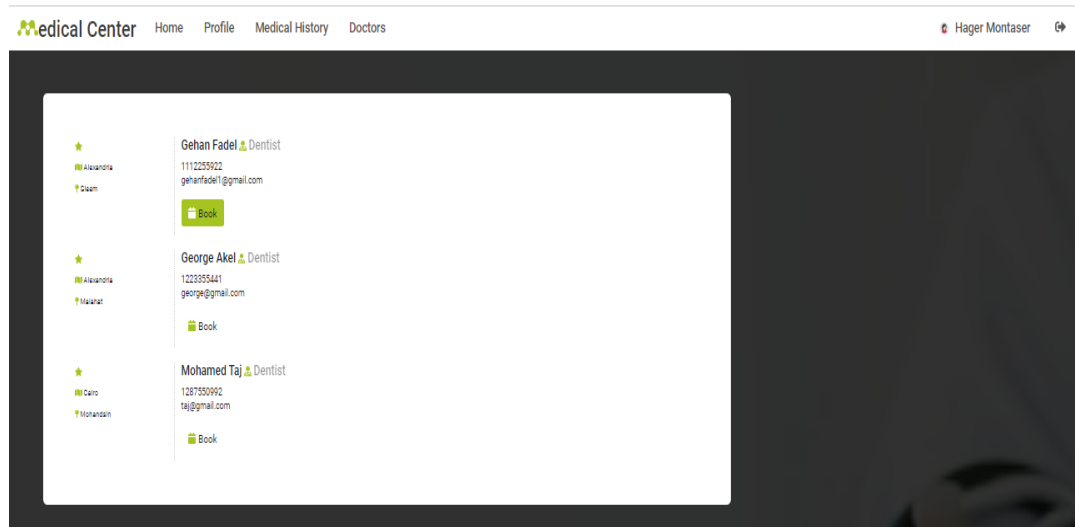 Medical Center Home Profile Medical History Doctors Hager Montaser
Gehan Fadel Dentist
Alexandria
Gleem
1112255922
gehanfadel1@gmail.com
Book
George Akel Dentist
Alexandria
Malahat
1223355441
george@gmail.com
Book
Mohamed Taj Dentist
Cairo
Mohandsin
1287550992
taj@gmail.com
Book